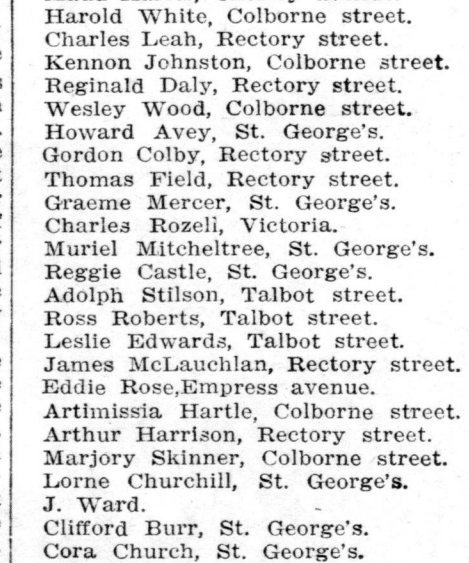 Harold White, Colborne street.
Charles Leah, Rectory street.
Kennon Johnston, Colborne street.
Reginald Daly, Rectory street.
Wesley Wood, Colborne street.
Howard Avey, St. George's.
Gordon Colby, Rectory street.
Thomas Field, Rectory street.
Graeme Mercer, St. George's.
Charles Rozell, Victoria.
Muriel Mitcheltree, St. George's.
Reggie Castle, St. George's.
Adolph Stilson, Talbot street.
Ross Roberts, Talbot street.
Leslie Edwards, Talbot street.
James McLauchlan, Rectory street.
Eddie Rose,Empress avenue.
Artimissia Hartle, Colborne street.
Arthur Harrison, Rectory street.
Marjory Skinner, Colborne street.
Lorne Churchill, St. George's.
J. Ward.
Clifford Burr, St. George's.
Cora Church, St. George's.